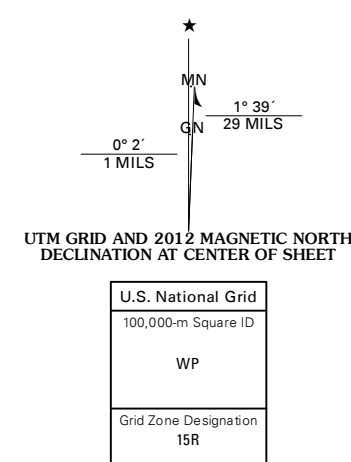 MN
1° 39´
GN
29 MILS
0° 2´
1 MILS
UTM GRID AND 2012 MAGNETIC NORTH
DECLINATION AT CENTER OF SHEET
U.S. National Grid
100,000-m Square ID
WP
Grid Zone Designation
15R